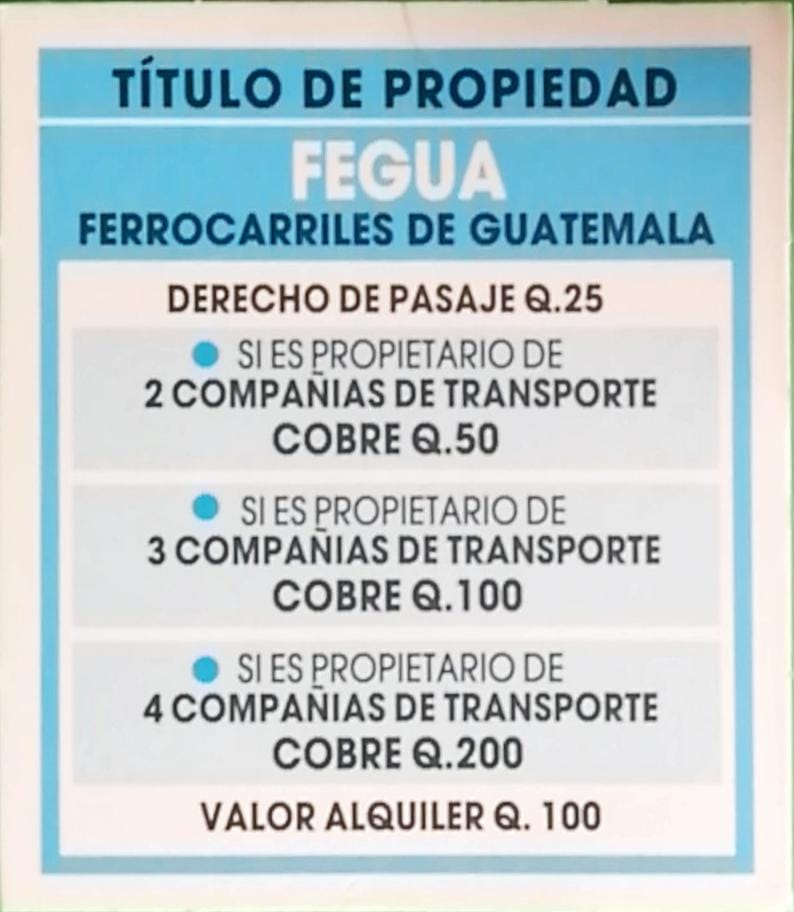 TÍTULO DE PROPIEDAD
FEGUA
FERROCARRILES DE GUATEMALA
DERECHO DE PASAJE Q.25
SI ES PROPIETARIO DE
2 COMPAÑIAS DE TRANSPORTE
COBRE Q.50
SI ES PROPIETARIO DE
3 COMPAÑIAS DE TRANSPORTE
COBRE Q.100
SI ES PROPIETARIO DE
4 COMPAÑIAS DE TRANSPORTE
COBRE Q.200
VALOR ALQUILER Q. 100